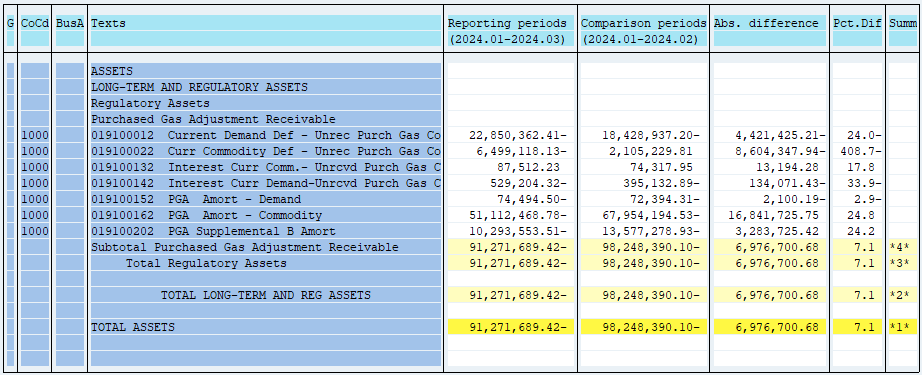 G CoCd BusA Texts Reporting periods Comparison periods Abs. difference Pct.Dif Summ
(2024.01-2024.03) (2024.01-2024.02)
ASSETS
LONG-TERM AND REGULATORY ASSETS
Regulatory Assets
Purchased Gas Adjustment Receivable
1000 019100012 Current Demand Def - Unrec Purch Gas Co 22,850,362.41- 18,428,937.20- 4,421,425.21- 24.0-
1000 019100022 Curr Commodity Def - Unrec Purch Gas Co 6,499,118.13- 2,105,229.81 8,604,347.94- 408.7-
1000 019100132 Interest Curr Comm.- Unrcvd Purch Gas C 87,512.23 74,317.95 13,194.28 17.8
1000 019100142 Interest Curr Demand-Unrcvd Purch Gas C 529,204.32- 395,132.89- 134,071.43- 33.9-
1000 019100152 PGA Amort - Demand 74,494.50- 72,394.31- 2,100.19- 2.9-
1000 019100162 PGA Amort - Commodity 51,112,468.78- 67,954,194.53- 16,841,725.75 24.8
1000 019100202 PGA Supplemental B Amort 10,293,553.51- 13,577,278.93- 3,283,725.42 24.2
Subtotal Purchased Gas Adjustment Receivable 91,271,689.42- 98,248,390.10- 6,976,700.68 7.1 *4*
Total Regulatory Assets 91,271,689.42- 98,248,390.10- 6,976,700.68 7.1 *3*
TOTAL LONG-TERM AND REG ASSETS 91,271,689.42- 98,248,390.10- 6,976,700.68 7.1 *2*
TOTAL ASSETS 91,271,689.42- 98,248,390.10- 6,976,700.68 7.1 *1*